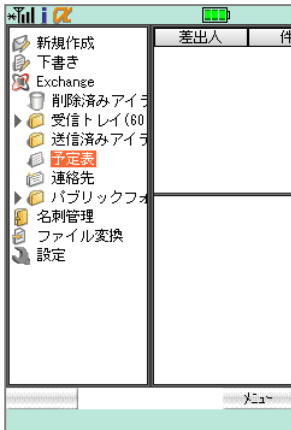 i α
差出人 件
新規作成
下書き
Exchange
削除済みアイテ
受信トレイ(60
送信済みアイテ
予定表
連絡先
パブリックフォ
名刺管理
ファイル変換
設定
ﾒﾆｭｰ